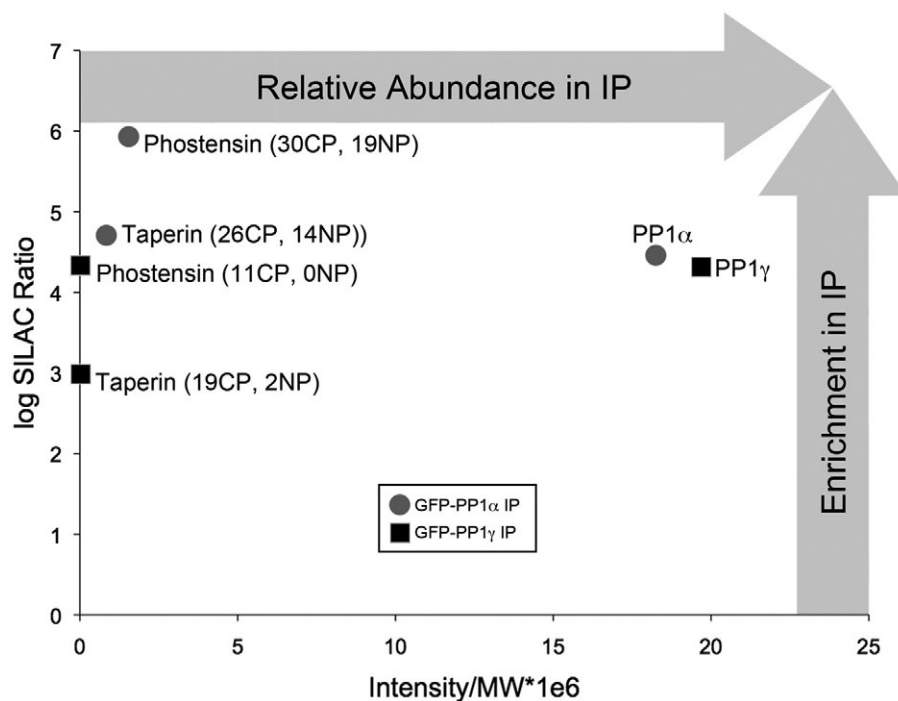 7
Relative Abundance in IP
6
Phostensin (30CP, 19NP)
5
Taperin (26CP, 14NP))
PP1α
Phostensin (11CP, 0NP)
PP1γ
4
3
Taperin (19CP, 2NP)
2
1
0
log SILAC Ratio
Enrichment in IP
GFP-PP1α IP
GFP-PP1γ IP
0 5 10 15 20 25
Intensity/MW*1e6